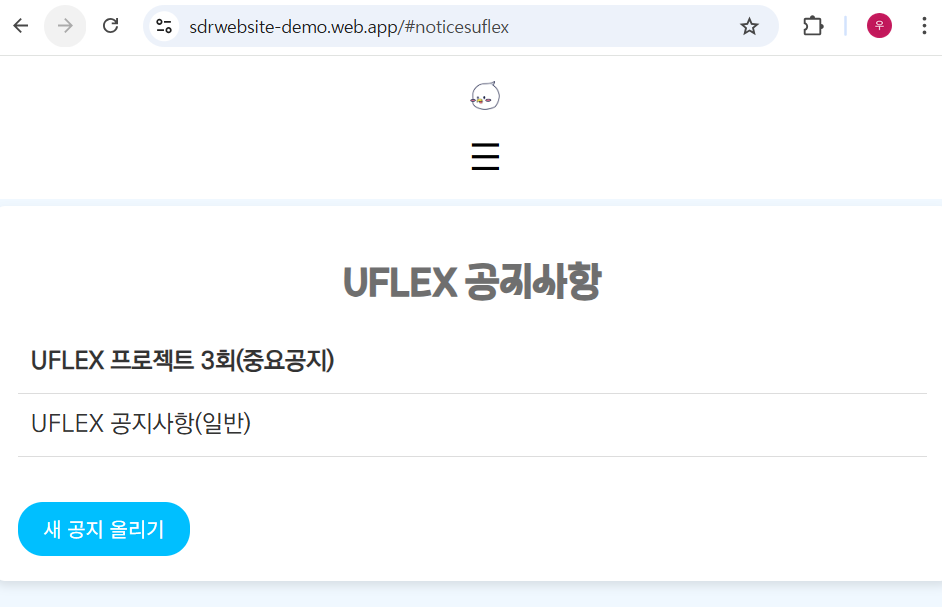 sdrwebsite-demo.web.app/#noticesuflex
우
UFLEX 공지사항
UFLEX 프로젝트 3회(중요공지)
UFLEX 공지사항(일반)
새 공지 올리기